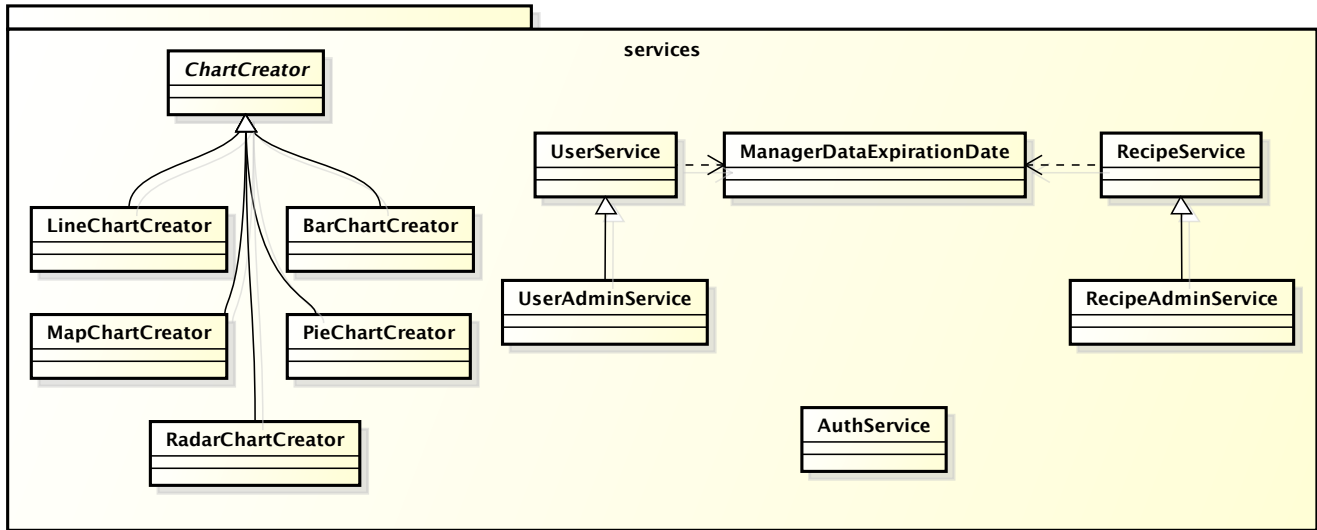 services
ChartCreator
UserService
ManagerDataExpirationDate
RecipeService
LineChartCreator
BarChartCreator
UserAdminService
RecipeAdminService
MapChartCreator
PieChartCreator
AuthService
RadarChartCreator